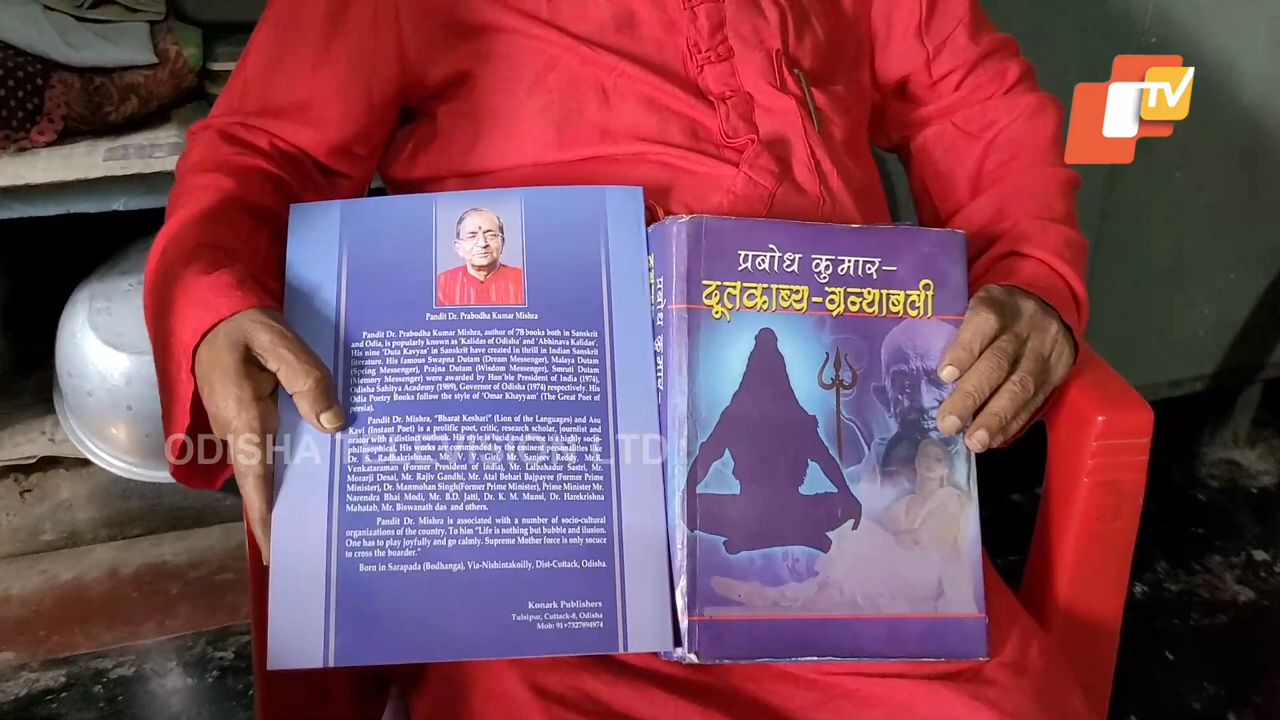 TV
Pandit Dr. Prabodha Kumar Mishra
Pandit Dr. Prabodha Kumar Mishra, author of 78 books both in Sanskrit
and Odia, is popularly known as 'Kalidas of Odisha' and 'Abhinava Kalidas'.
His nine 'Duta Kavyas' in Sanskrit have created in thrill in Indian Sanskrit
literature. His famous Swapna Dutam (Dream Messenger), Malaya Dutam
(Spring Messenger), Prajna Dutam (Wisdom Messenger), Smruti Dutam
(Memory Messenger) were awarded by Hon'ble President of India (1974),
Odisha Sahitya Academy (1989), Governor of Odisha (1974) respectively. His
Odia Poetry Books follow the style of 'Omar Khayyam' (The Great Poet of
persia).
Pandit Dr. Mishra, "Bharat Keshari" (Lion of the Languages) and Asu
Kavi (Instant Poet) is a prolific poet, critic, research scholar, journlist and
orator with a distinct outlook. His style is lucid and theme is a highly socio-
philosophical. His works are commended by the eminent personalities like
Dr. S. Radhakrishnan, Mr. V. V. Giri, Mr. Sanjeev Reddy, Mr.R.
Venkataraman (Former President of India), Mr. Lalbahadur Sastri, Mr.
Morarji Desai, Mr. Rajiv Gandhi, Mr. Atal Behari Bajpayee (Former Prime
Minister), Dr. Manmohan Singh(Former Prime Minister), Prime Minister Mr.
Narendra Bhai Modi, Mr. B.D. Jatti, Dr. K. M. Munsi, Dr. Harekrishna
Mahatab, Mr. Biswanath das and others.
Pandit Dr. Mishra is associated with a number of socio-cultural
organizations of the country. To him "Life is nothing but bubble and ilusion.
One has to play joyfully and go calmly. Supreme Mother force is only socuce
to cross the boarder."
Born in Sarapada (Bodhanga), Via-Nishintakoilly, Dist-Cuttack, Odisha.
Konark Publishers
Tulsipur, Cuttack-8, Odisha
Mob: 91+7327894974
प्रबोध कुमार-
दूतकाव्य-ग्रन्थाबली
प्रबोध कुमार-
ODISHA LTD